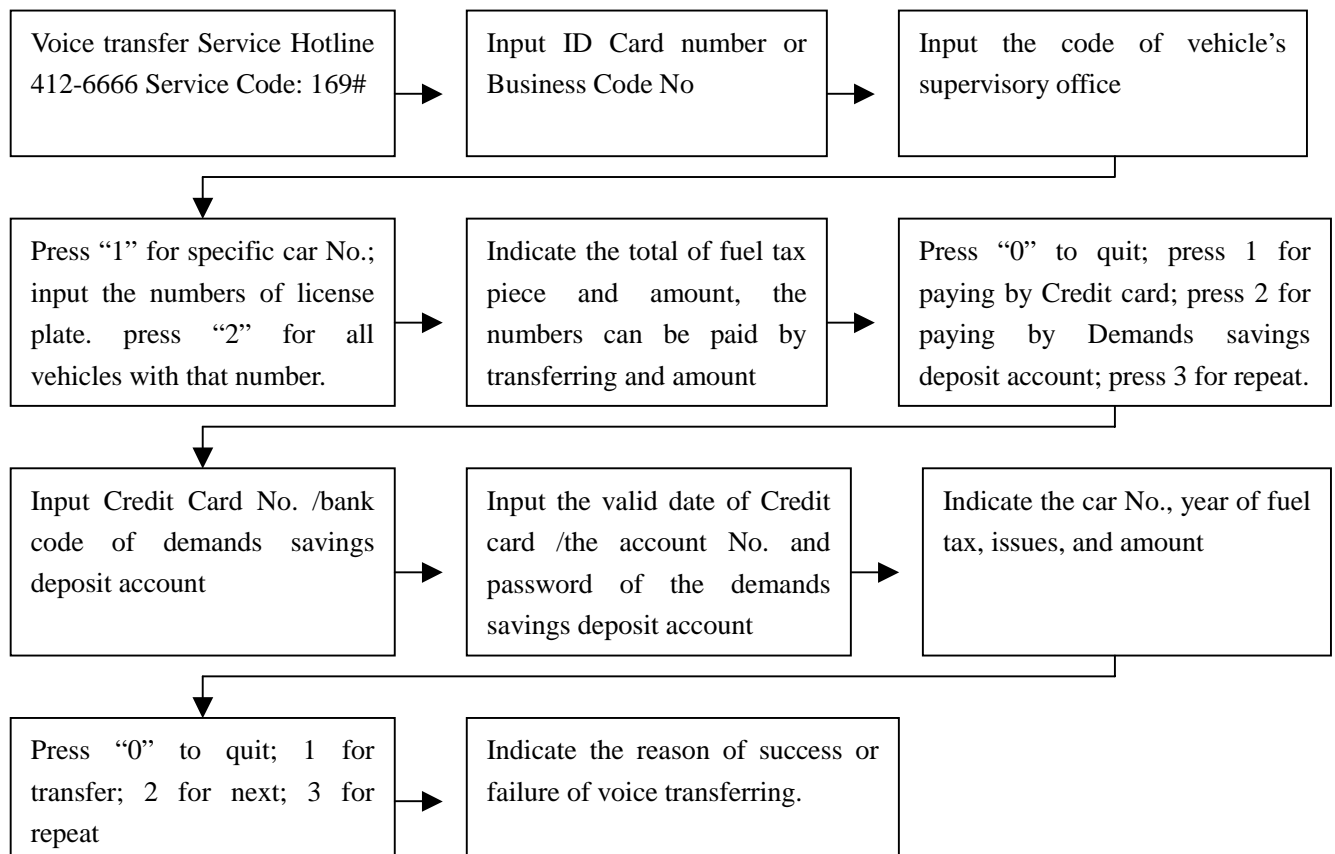 Voice transfer Service Hotline
412-6666 Service Code: 169#
Input ID Card number or
Business Code No
Input the code of vehicle’s
supervisory office
Press “1” for specific car No.;
input the numbers of license
plate. press “2” for all
vehicles with that number.
Indicate the total of fuel tax
piece and amount, the
numbers can be paid by
transferring and amount
Press “0” to quit; press 1 for
paying by Credit card; press 2 for
paying by Demands savings
deposit account; press 3 for repeat.
Input Credit Card No. /bank
code of demands savings
deposit account
Input the valid date of Credit
card /the account No. and
password of the demands
savings deposit account
Indicate the car No., year of fuel
tax, issues, and amount
Press “0” to quit; 1 for
transfer; 2 for next; 3 for
repeat
Indicate the reason of success or
failure of voice transferring.